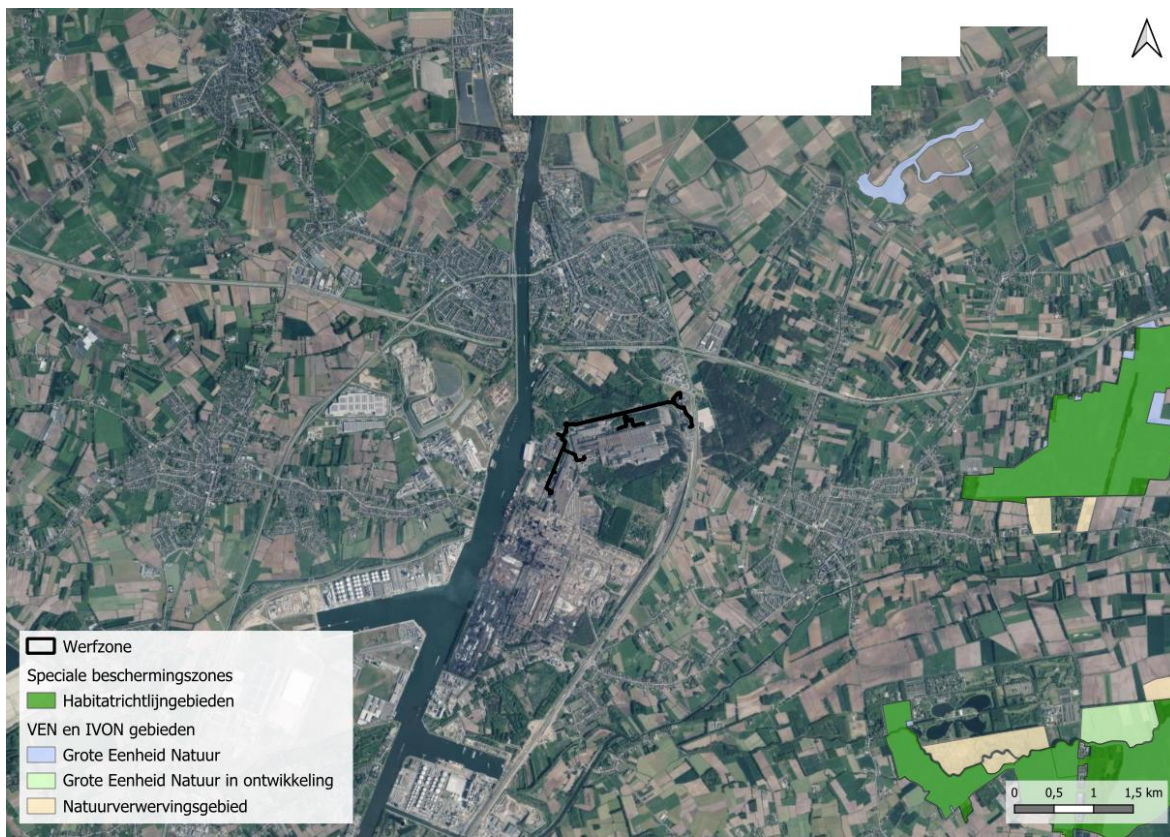 Werfzone
Speciale beschermingszones
Habitatrichtlijngebieden
VEN en IVON gebieden
Grote Eenheid Natuur
Grote Eenheid Natuur in ontwikkeling
Natuurverwervingsgebied
0 0,5 1 1,5 km